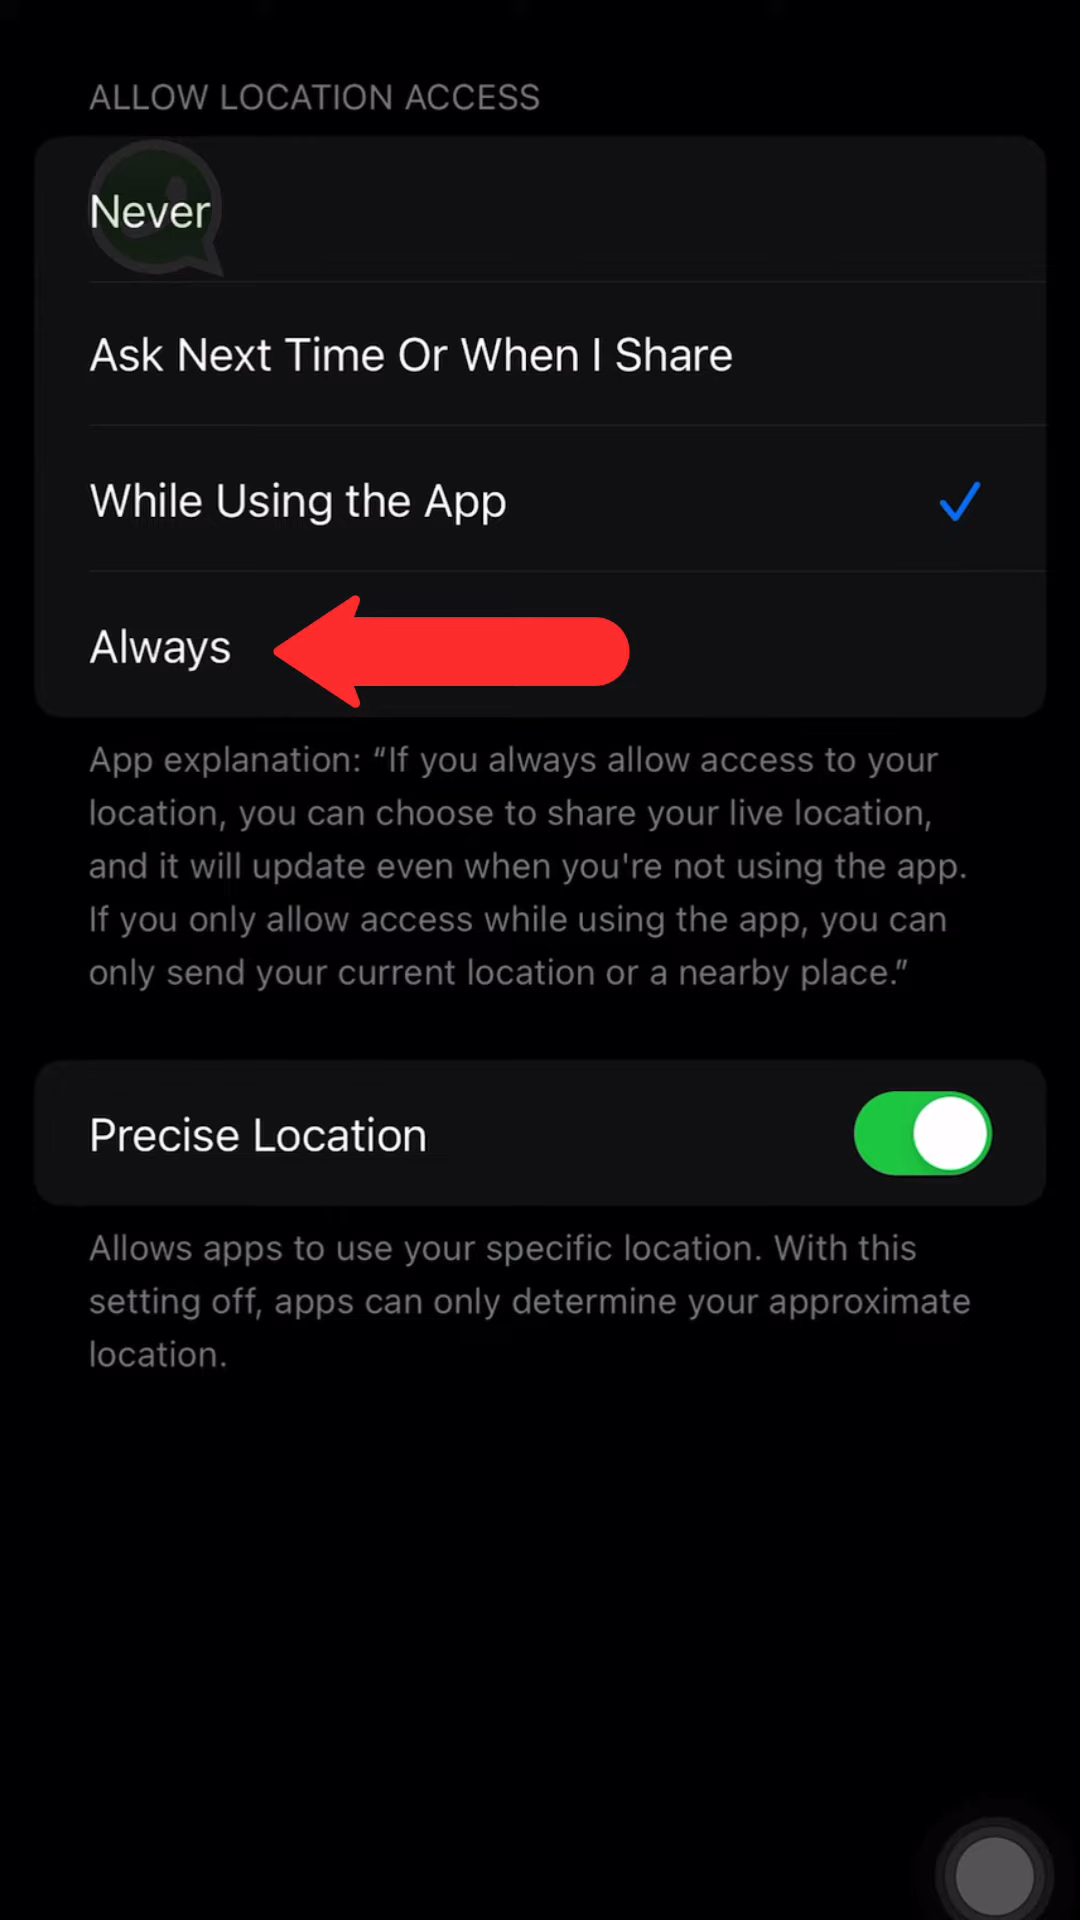 ALLOW LOCATION ACCESS
Never
Ask Next Time Or When I Share
While Using the App
Always
App explanation: “If you always allow access to your
location, you can choose to share your live location,
and it will update even when you're not using the app.
If you only allow access while using the app, you can
only send your current location or a nearby place.”
Precise Location
Allows apps to use your specific location. With this
setting off, apps can only determine your approximate
location.